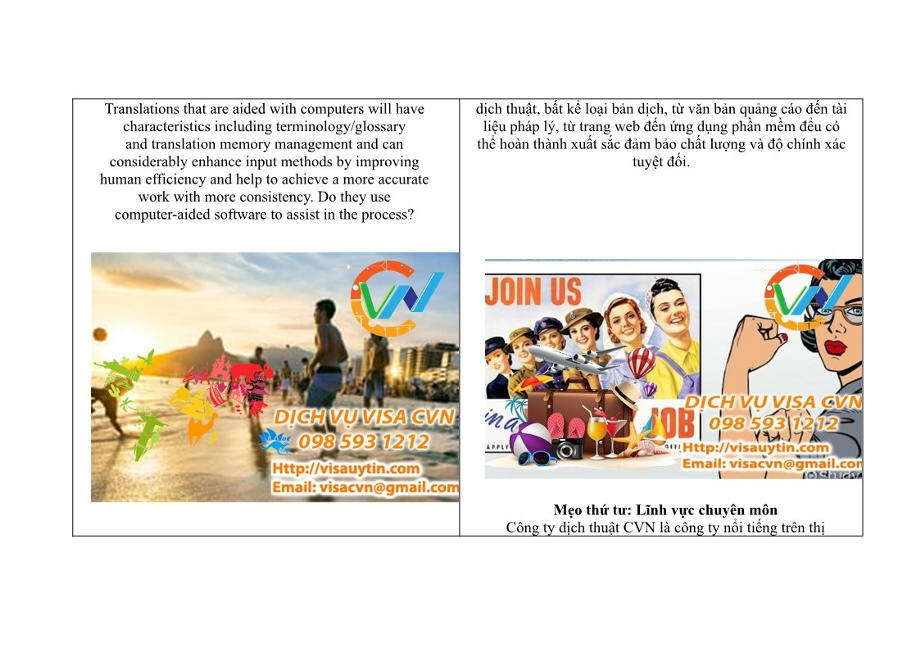 Translations that are aided with computers will have
characteristics including terminology/glossary
and translation memory management and can
considerably enhance input methods by improving
human efficiency and help to achieve a more accurate
work with more consistency. Do they use
computer-aided software to assist in the process?
CVN
DỊCH VỤ VISA CVN
098 593 1212
Http://visauytin.com
Email: visacvn@gmail.com
dịch thuật, bất kể loại bản dịch, từ văn bản quảng cáo đến tài
liệu pháp lý, từ trang web đến ứng dụng phần mềm đều có
thể hoàn thành xuất sắc đảm bảo chất lượng và độ chính xác
tuyệt đối.
JOIN US
CVN
in a
JOB
DỊCH VỤ VISA CVN
098 593 1212
APPLY
Http://visauytin.com
Email: visacvn@gmail.com
©Study
Mẹo thứ tư: Lĩnh vực chuyên môn
Công ty dịch thuật CVN là công ty nổi tiếng trên thị